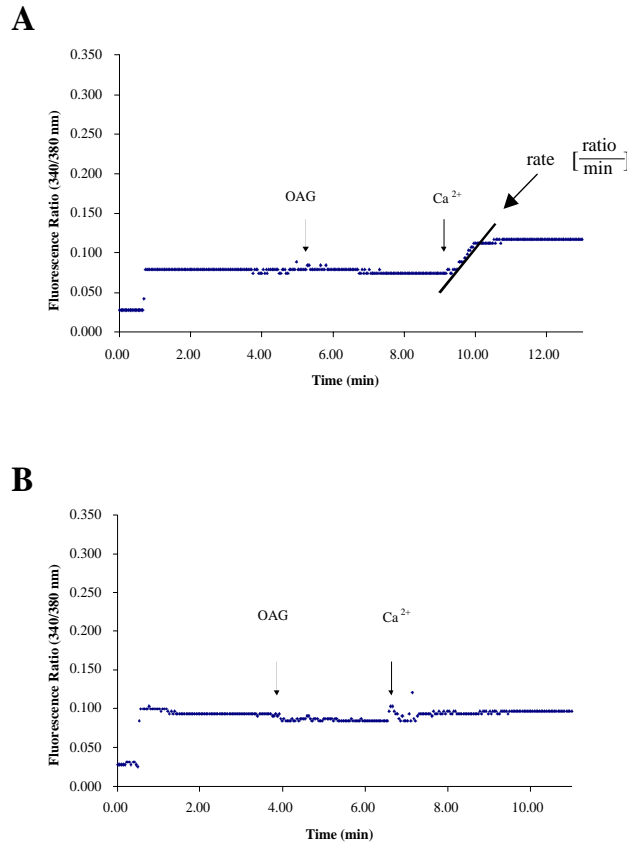 A
Fluorescence Ratio (340/380 nm)
0.350
0.300
0.250
0.200
0.150
0.100
0.050
0.000
rate [ratio/min]
OAG
Ca2+
0.00 2.00 4.00 6.00 8.00 10.00 12.00
Time (min)
B
Fluorescence Ratio (340/380 nm)
0.350
0.300
0.250
0.200
0.150
0.100
0.050
0.000
OAG
Ca2+
0.00 2.00 4.00 6.00 8.00 10.00
Time (min)